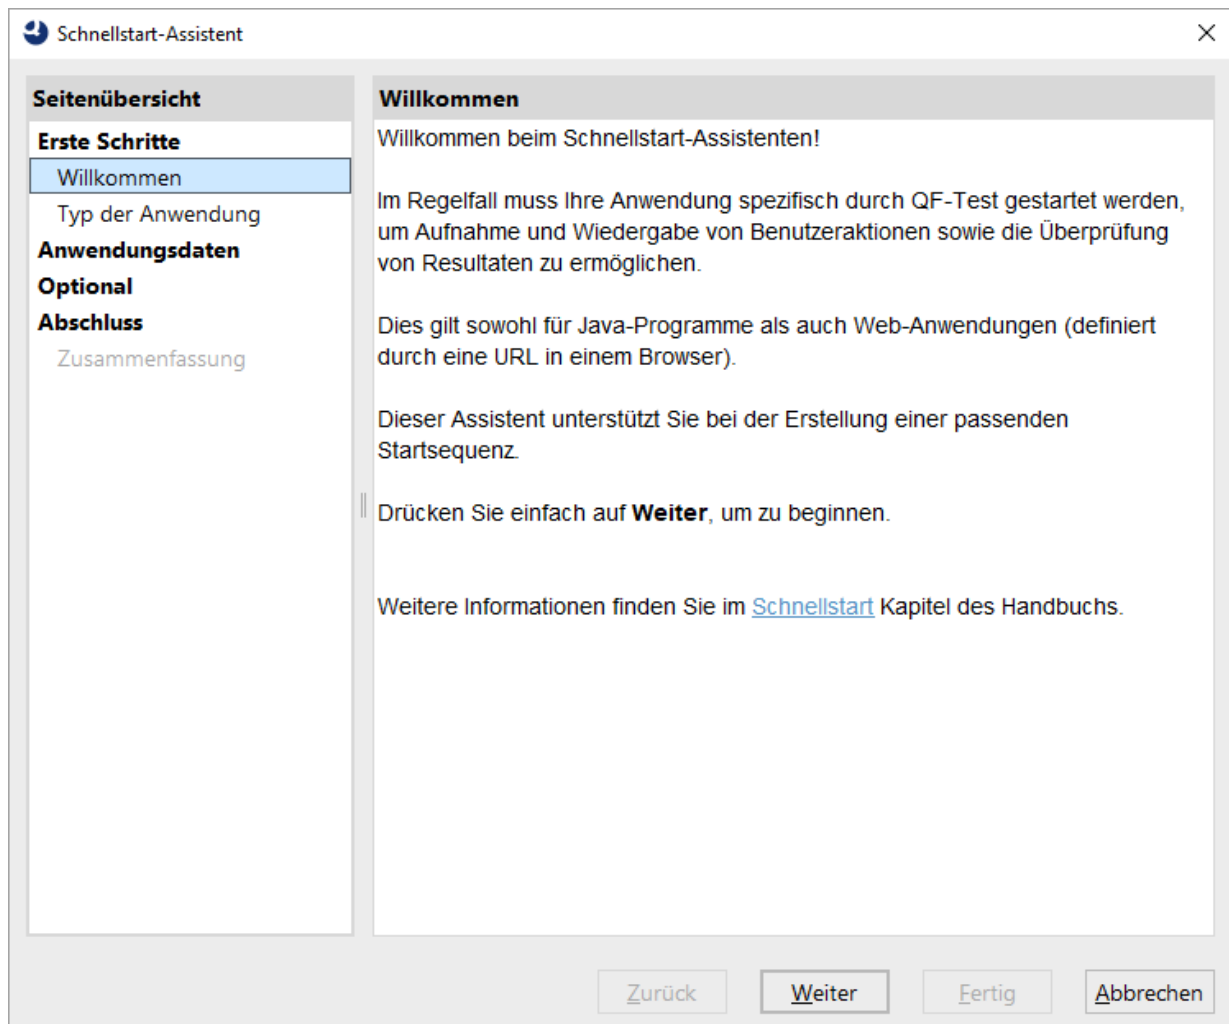 Schnellstart-Assistent
Seitenübersicht
Erste Schritte
Willkommen
Typ der Anwendung
Anwendungsdaten
Optional
Abschluss
Zusammenfassung
Willkommen
Willkommen beim Schnellstart-Assistenten!
Im Regelfall muss Ihre Anwendung spezifisch durch QF-Test gestartet werden,
um Aufnahme und Wiedergabe von Benutzeraktionen sowie die Überprüfung
von Resultaten zu ermöglichen.
Dies gilt sowohl für Java-Programme als auch Web-Anwendungen (definiert
durch eine URL in einem Browser).
Dieser Assistent unterstützt Sie bei der Erstellung einer passenden
Startsequenz.
Drücken Sie einfach auf Weiter, um zu beginnen.
Weitere Informationen finden Sie im Schnellstart Kapitel des Handbuchs.
Zurück
Weiter
Fertig
Abbrechen